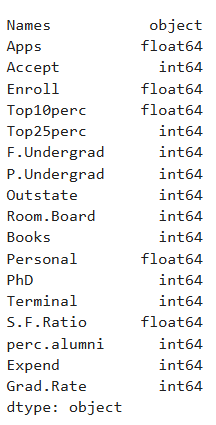 Names object
Apps float64
Accept int64
Enroll float64
Top10perc float64
Top25perc int64
F.Undergrad int64
P.Undergrad int64
Outstate int64
Room.Board int64
Books int64
Personal float64
PhD int64
Terminal int64
S.F.Ratio float64
perc.alumni int64
Expend int64
Grad.Rate int64
dtype: object